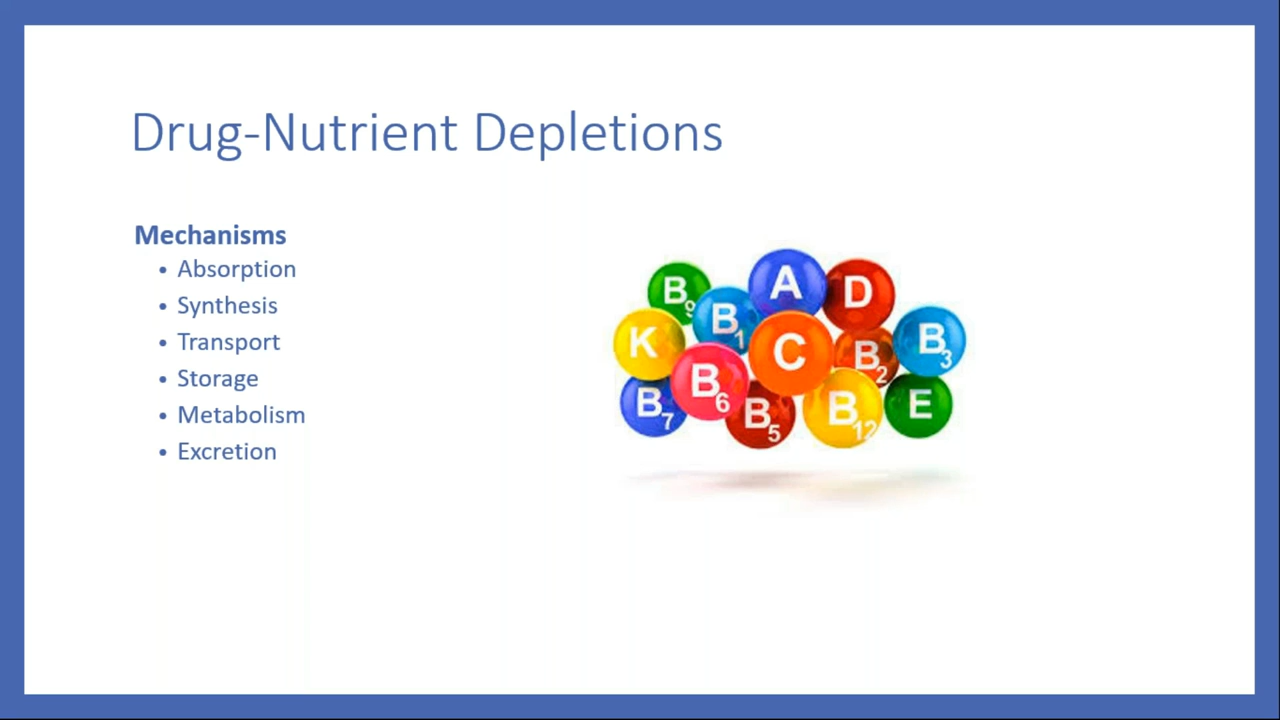 Drug-Nutrient Depletions
Mechanisms
• Absorption
• Synthesis
• Transport
• Storage
• Metabolism
• Excretion
B9
A
D
B1
K
C
B2
B3
B6
B7
B5
B12
E